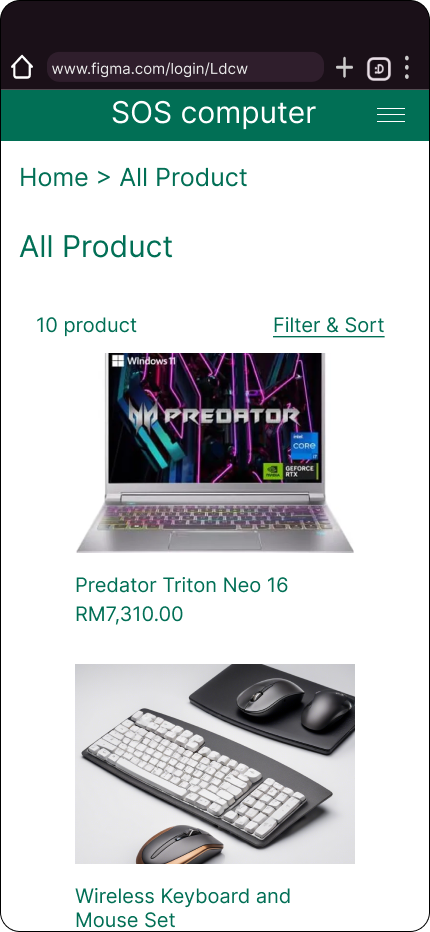 www.figma.com/login/Ldcw
:D
SOS computer
Home > All Product
All Product
10 product
Filter & Sort
Windows 11
PREDATOR
intel
CORE
i7
NVIDIA
GEFORCE
RTX
Predator Triton Neo 16
RM7,310.00
Wireless Keyboard and
Mouse Set